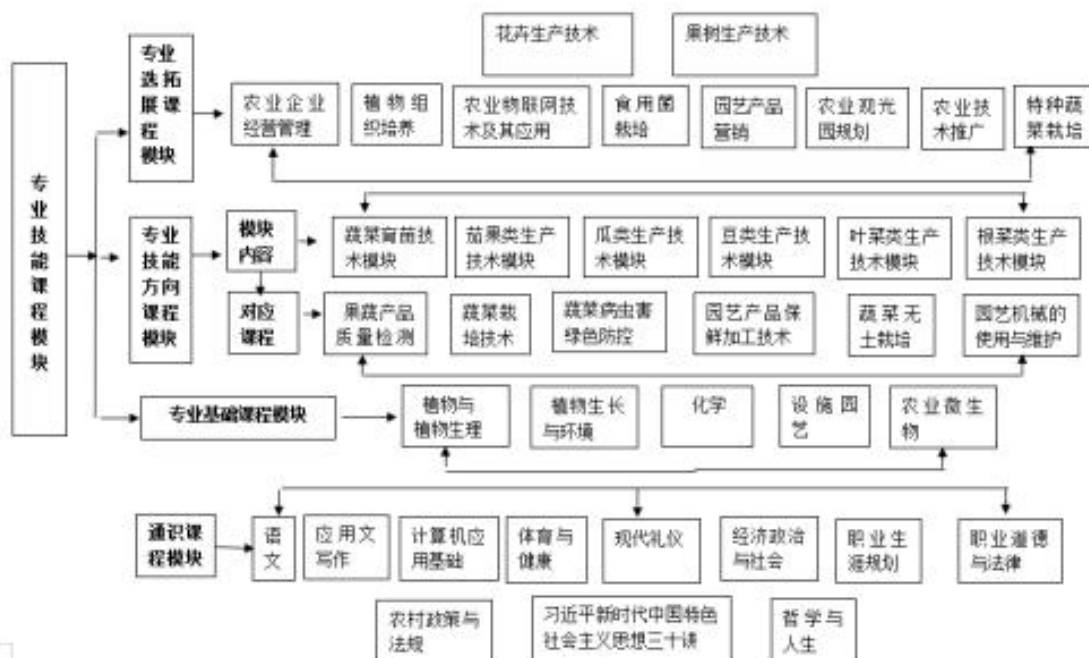 花卉生产技术
果树生产技术
专业
选拓
展课
程
模块
农业企业
经营管理
植物组
织培养
农业物联网技
术及其应用
食用菌
栽培
园艺产品
营销
农业观光
园规划
农业技
术推广
特种蔬
菜栽培
专
业
技
能
课
程
模
块
专业
技能
方向
课程
模块
模块
内容
蔬菜育苗技
术模块
茄果类生产
技术模块
瓜类生产技
术模块
豆类生产技
术模块
叶菜类生产
技术模块
根菜类生产
技术模块
对应
课程
果蔬产品
质量检测
蔬菜栽
培技术
蔬菜病虫害
绿色防控
园艺产品保
鲜加工技术
蔬菜无
土栽培
园艺机械的
使用与维护
专业基础课程模块
植物与
植物生理
植物生长
与环境
化学
设施园
艺
农业微生
物
通识课
程模块
语
文
应用文
写作
计算机应
用基础
体育与
健康
现代礼仪
经济政治
与社会
职业生
涯规划
职业道德
与法律
农村政策与
法规
习近平新时代中国特色
社会主义思想三十讲
哲学与
人生